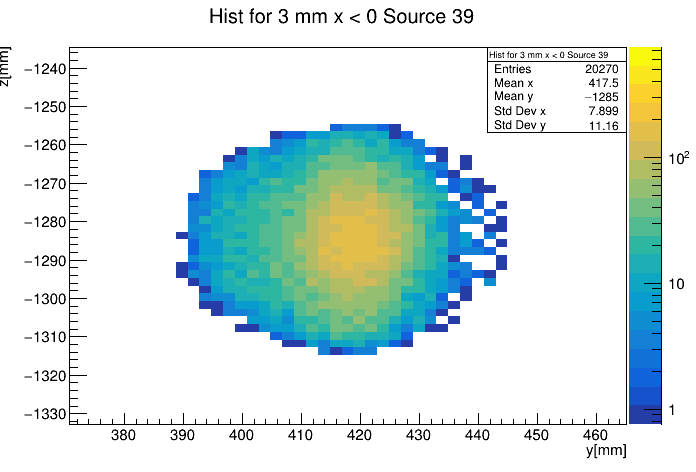 Hist for 3 mm x < 0 Source 39
z[mm]
Hist for 3 mm x < 0 Source 39
Entries 20270
Mean x 417.5
Mean y −1285
Std Dev x 7.899
Std Dev y 11.16
−1240
−1250
−1260
−1270
−1280
−1290
−1300
−1310
−1320
−1330
10²
10
1
380 390 400 410 420 430 440 450 460
y[mm]